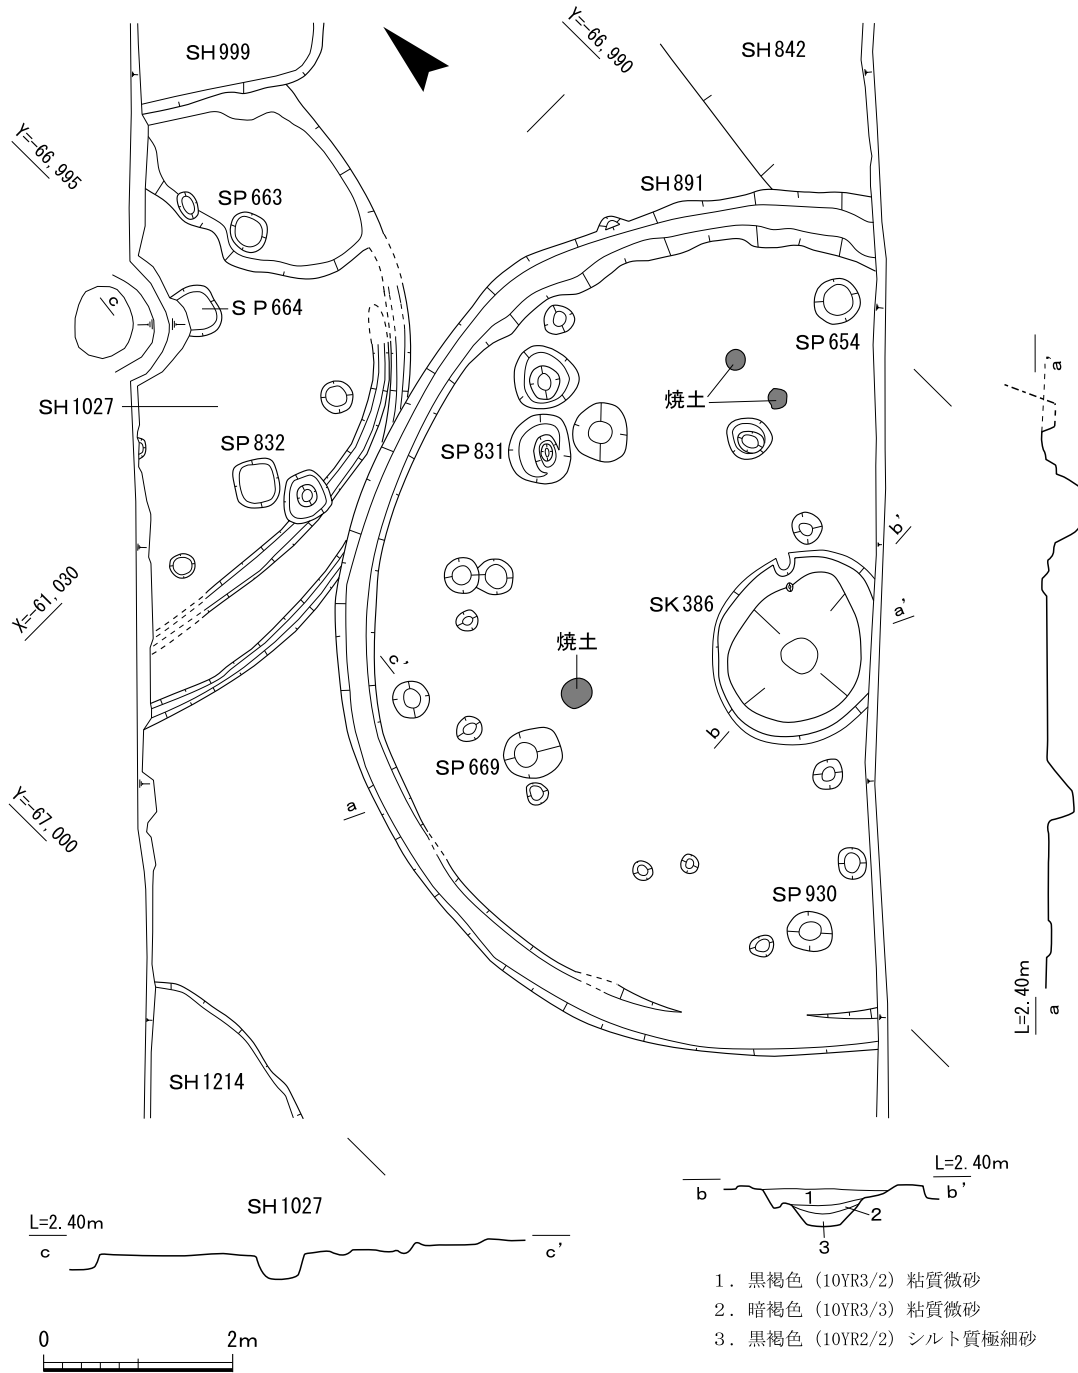 SH999
Y=-66,990
SH842
Y=-66,995
SP663
SH891
c
SP664
SP654
a'
SH1027
焼土
SP832
SP831
b'
X=-61,030
SK386
a'
焼土
c'
b
SP669
a
Y=-67,000
SP930
L=2.40m
a
SH1214
L=2.40m
b
b'
1
2
3
SH1027
L=2.40m
c
c'
1．黒褐色（10YR3/2）粘質微砂
2．暗褐色（10YR3/3）粘質微砂
3．黒褐色（10YR2/2）シルト質極細砂
0
2m